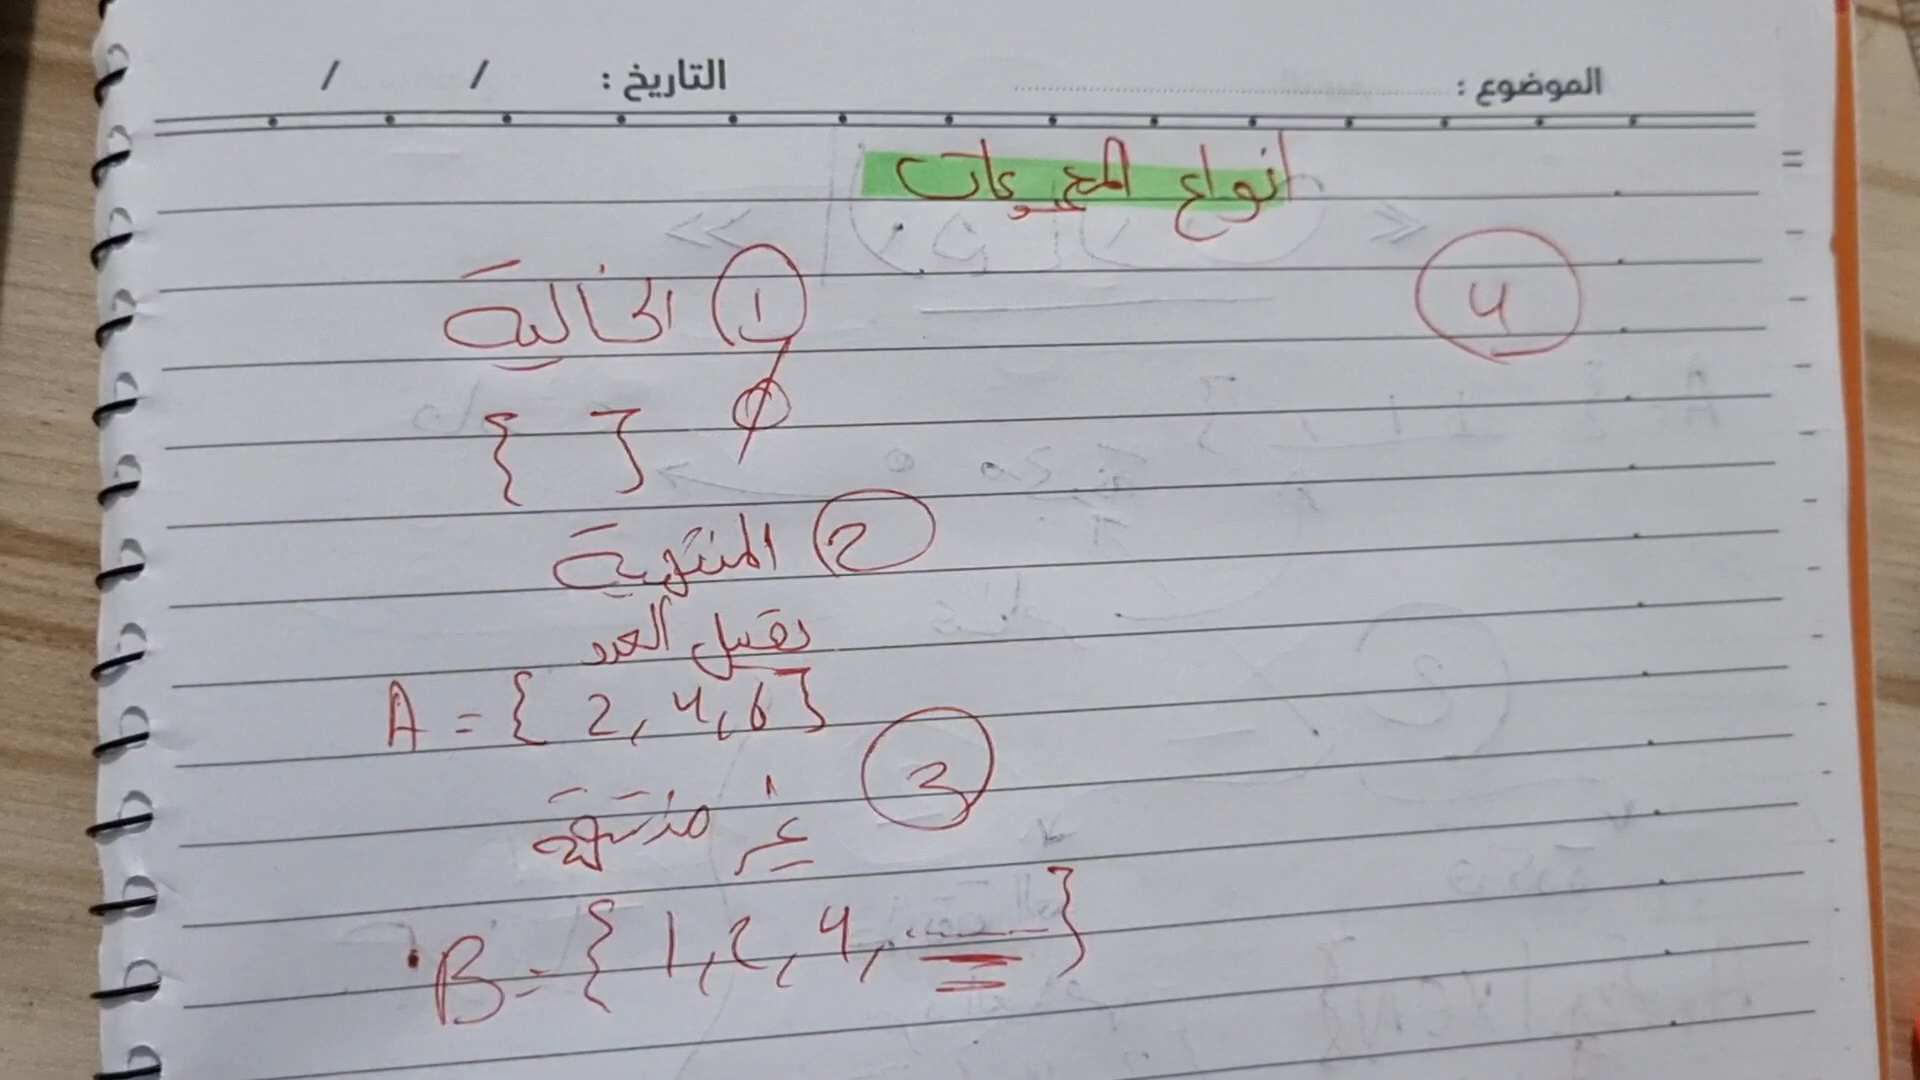 الموضوع : التاريخ : / /
أنواع المجموعات
4
1 الخالية
{ } ∅
2 المنتهية
تقبل العد
A = { 2, 4, 6 }
3 غير منتهية
B = { 1, 2, 4, ...... }